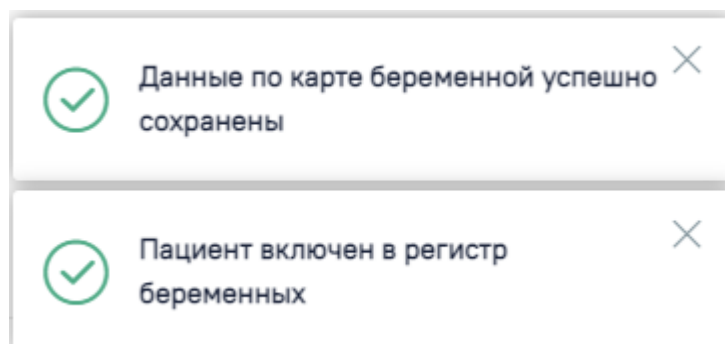 Данные по карте беременной успешно
сохранены
Пациент включен в регистр
беременных